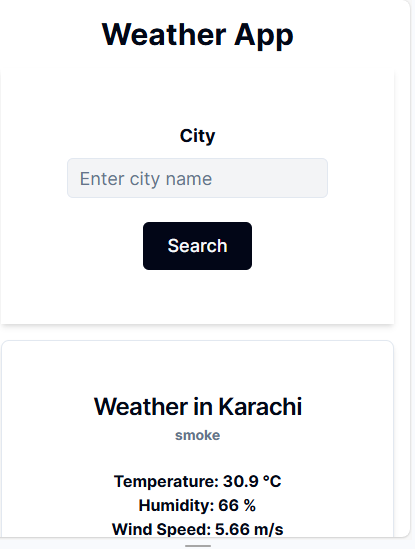 Weather App
City
Enter city name
Search
Weather in Karachi
smoke
Temperature: 30.9 °C
Humidity: 66 %
Wind Speed: 5.66 m/s